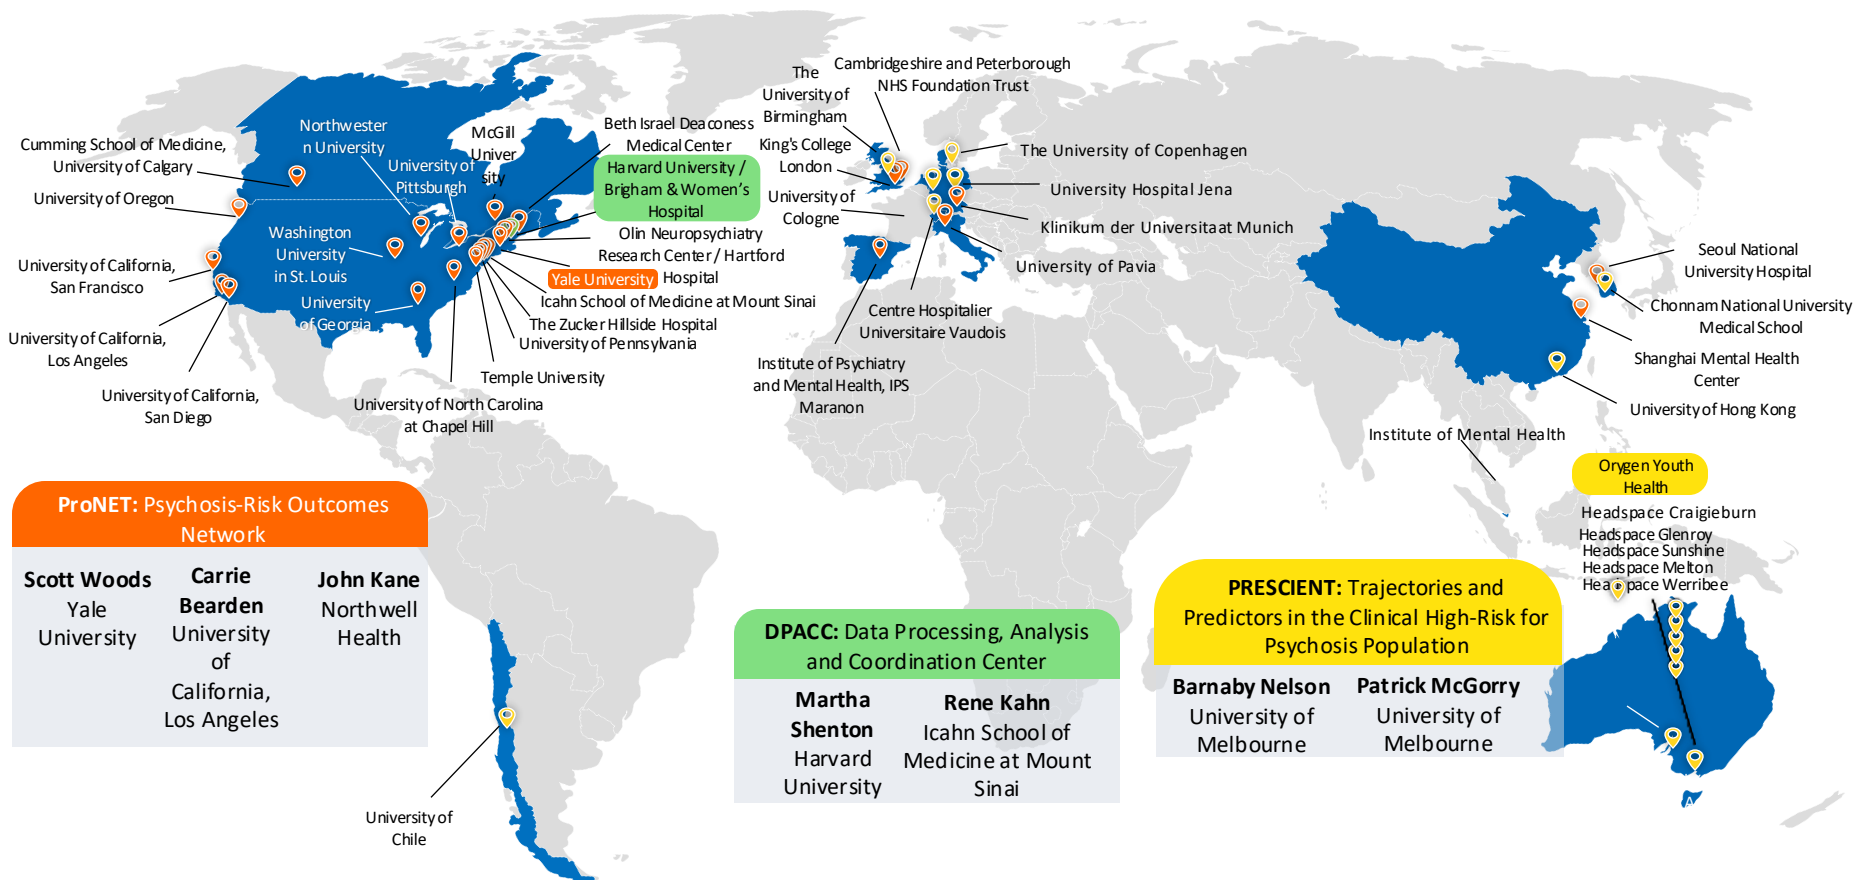 Cumming School of Medicine,
University of Calgary
University of Oregon
University of California,
San Francisco
University of California,
Los Angeles
University of California,
San Diego
Northwester
n University
University of
Pittsburgh
McGill
Univer
sity
Washington
University
in St. Louis
University
of Georgia
Beth Israel Deaconess
Medical Center
Harvard University /
Brigham & Women's
Hospital
Olin Neuropsychiatry
Research Center / Hartford
Hospital
Yale University
Icahn School of Medicine at Mount Sinai
The Zucker Hillside Hospital
University of Pennsylvania
Temple University
University of North Carolina
at Chapel Hill
The
University of
Birmingham
Cambridgeshire and Peterborough
NHS Foundation Trust
King's College
London
University of
Cologne
The University of Copenhagen
University Hospital Jena
Klinikum der Universitaat Munich
University of Pavia
Centre Hospitalier
Universitaire Vaudois
Institute of Psychiatry
and Mental Health, IPS
Maranon
Seoul National
University Hospital
Chonnam National University
Medical School
Shanghai Mental Health
Center
University of Hong Kong
Institute of Mental Health
Orygen Youth
Health
Headspace Craigieburn
Headspace Glenroy
Headspace Sunshine
Headspace Melton
Headspace Werribee
A
University of
Chile
ProNET: Psychosis-Risk Outcomes
Network
Scott Woods
Yale
University
Carrie
Bearden
University
of
California,
Los Angeles
John Kane
Northwell
Health
DPACC: Data Processing, Analysis
and Coordination Center
Martha
Shenton
Harvard
University
Rene Kahn
Icahn School of
Medicine at Mount
Sinai
PRESCIENT: Trajectories and
Predictors in the Clinical High-Risk for
Psychosis Population
Barnaby Nelson
University of
Melbourne
Patrick McGorry
University of
Melbourne